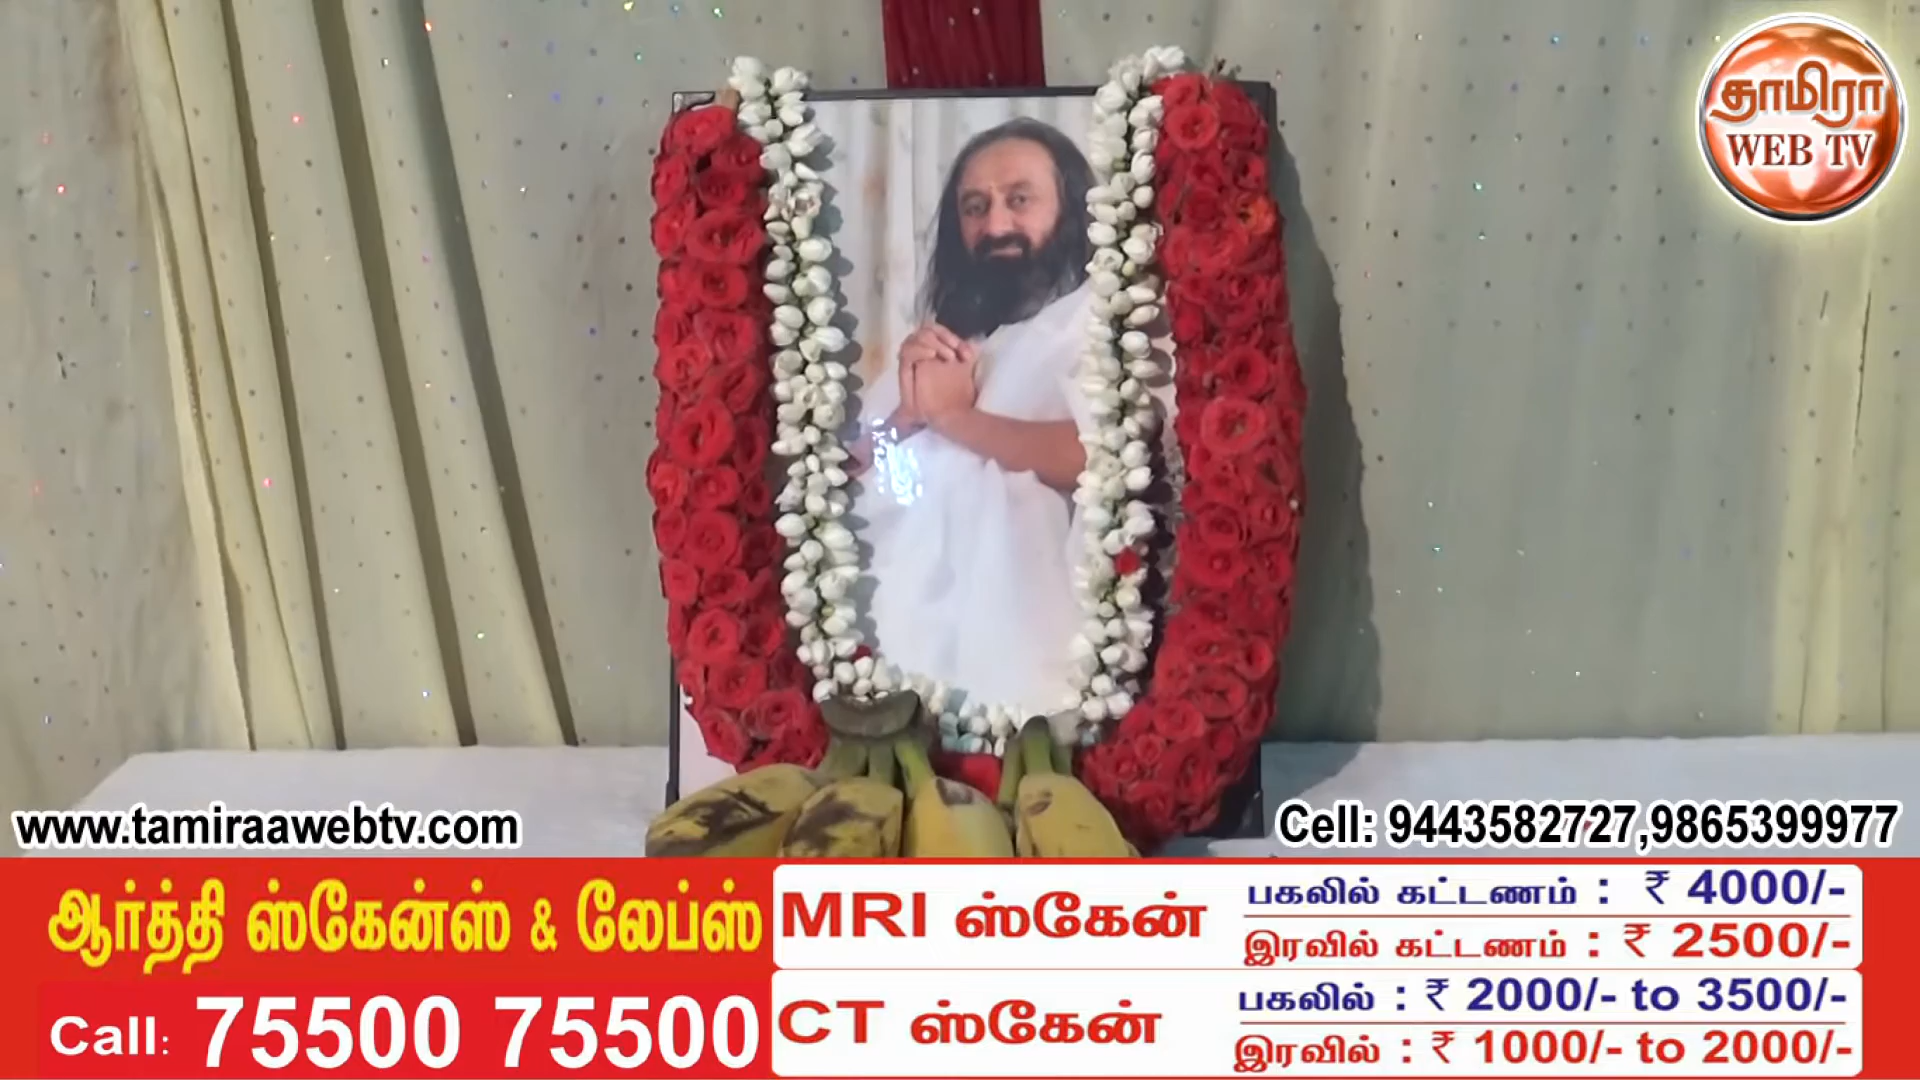 தாமிரா
WEB TV
www.tamiraawebtv.com
Cell: 9443582727,9865399977
ஆர்த்தி ஸ்கேன்ஸ் & லேப்ஸ்
Call: 75500 75500
MRI ஸ்கேன்
பகலில் கட்டணம் : ₹ 4000/-
இரவில் கட்டணம் : ₹ 2500/-
CT ஸ்கேன்
பகலில் : ₹ 2000/- to 3500/-
இரவில் : ₹ 1000/- to 2000/-